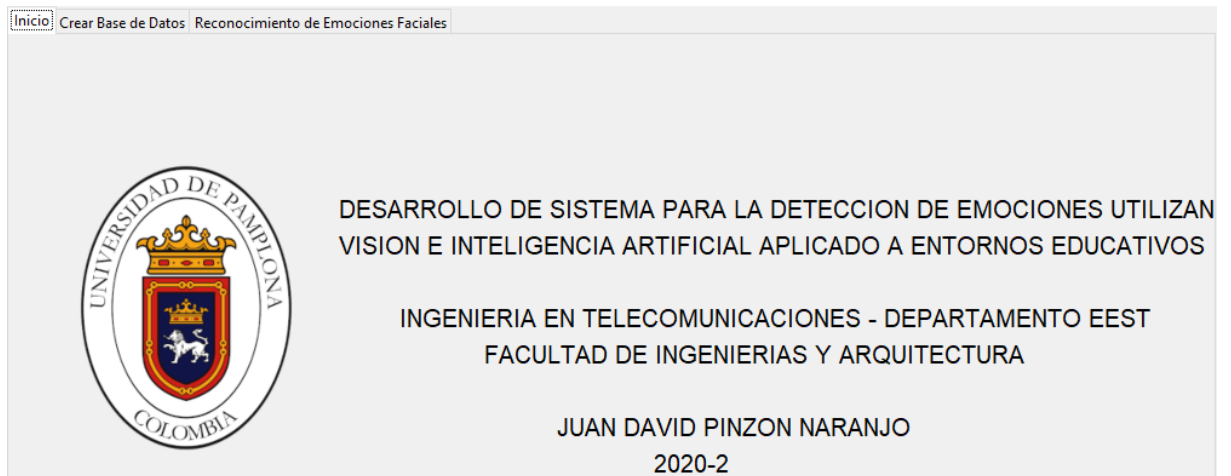 Inicio Crear Base de Datos Reconocimiento de Emociones Faciales
UNIVERSIDAD DE PAMPLONA
COLOMBIA
DESARROLLO DE SISTEMA PARA LA DETECCION DE EMOCIONES UTILIZAN
VISION E INTELIGENCIA ARTIFICIAL APLICADO A ENTORNOS EDUCATIVOS
INGENIERIA EN TELECOMUNICACIONES - DEPARTAMENTO EEST
FACULTAD DE INGENIERIAS Y ARQUITECTURA
JUAN DAVID PINZON NARANJO
2020-2